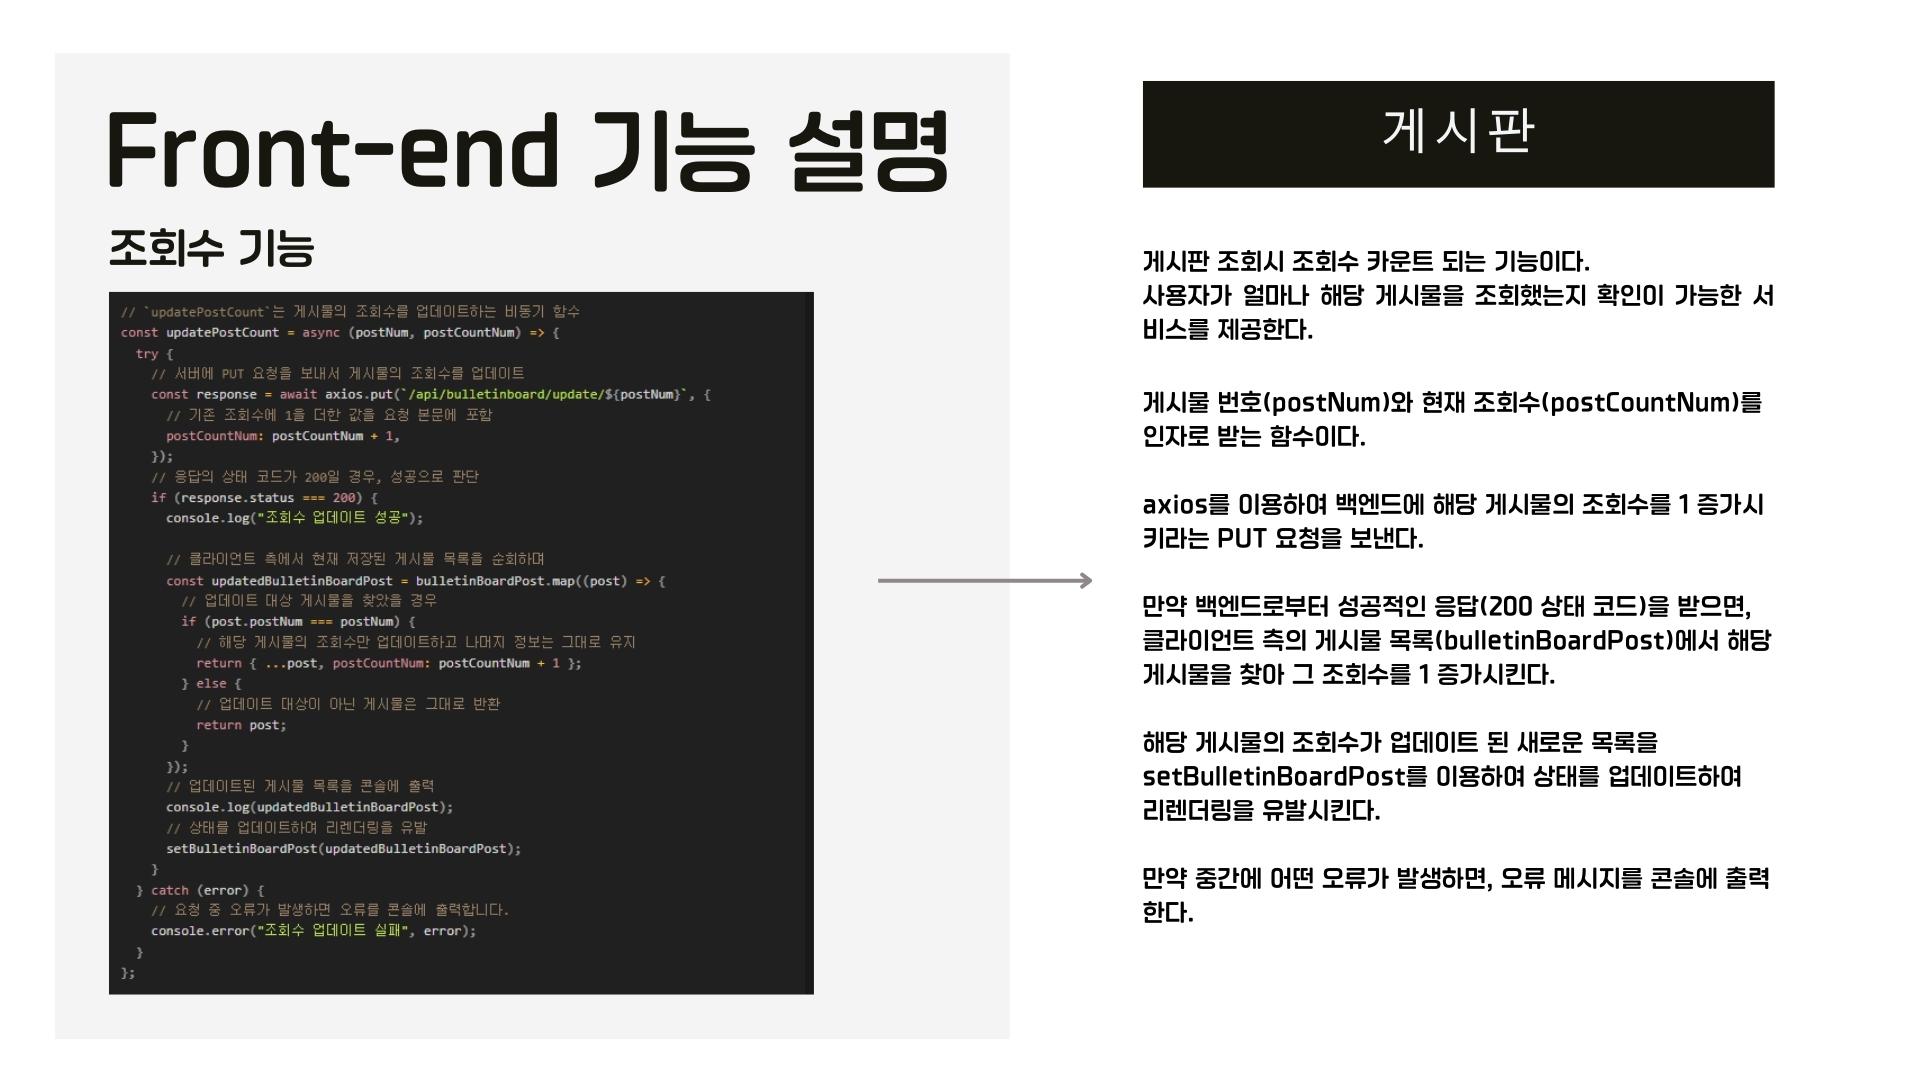 Front-end 기능 설명
조회수 기능
// `updatePostCount`는 게시물의 조회수를 업데이트하는 비동기 함수
const updatePostCount = async (postNum, postCountNum) => {
try {
// 서버에 PUT 요청을 보내서 게시물의 조회수를 업데이트
const response = await axios.put(`/api/bulletinboard/update/${postNum}`, {
// 기존 조회수에 1을 더한 값을 요청 본문에 포함
postCountNum: postCountNum + 1,
});
// 응답의 상태 코드가 200일 경우, 성공으로 판단
if (response.status === 200) {
console.log("조회수 업데이트 성공");
// 클라이언트 측에서 현재 저장된 게시물 목록을 순회하며
const updatedBulletinBoardPost = bulletinBoardPost.map((post) => {
// 업데이트 대상 게시물을 찾았을 경우
if (post.postNum === postNum) {
// 해당 게시물의 조회수만 업데이트하고 나머지 정보는 그대로 유지
return { ...post, postCountNum: postCountNum + 1 };
} else {
// 업데이트 대상이 아닌 게시물은 그대로 반환
return post;
}
});
// 업데이트된 게시물 목록을 콘솔에 출력
console.log(updatedBulletinBoardPost);
// 상태를 업데이트하여 리렌더링을 유발
setBulletinBoardPost(updatedBulletinBoardPost);
}
} catch (error) {
// 요청 중 오류가 발생하면 오류를 콘솔에 출력합니다.
console.error("조회수 업데이트 실패", error);
}
};
게시판
게시판 조회시 조회수 카운트 되는 기능이다.
사용자가 얼마나 해당 게시물을 조회했는지 확인이 가능한 서
비스를 제공한다.
게시물 번호(postNum)와 현재 조회수(postCountNum)를
인자로 받는 함수이다.
axios를 이용하여 백엔드에 해당 게시물의 조회수를 1 증가시
키라는 PUT 요청을 보낸다.
만약 백엔드로부터 성공적인 응답(200 상태 코드)을 받으면,
클라이언트 측의 게시물 목록(bulletinBoardPost)에서 해당
게시물을 찾아 그 조회수를 1 증가시킨다.
해당 게시물의 조회수가 업데이트 된 새로운 목록을
setBulletinBoardPost를 이용하여 상태를 업데이트하여
리렌더링을 유발시킨다.
만약 중간에 어떤 오류가 발생하면, 오류 메시지를 콘솔에 출력
한다.